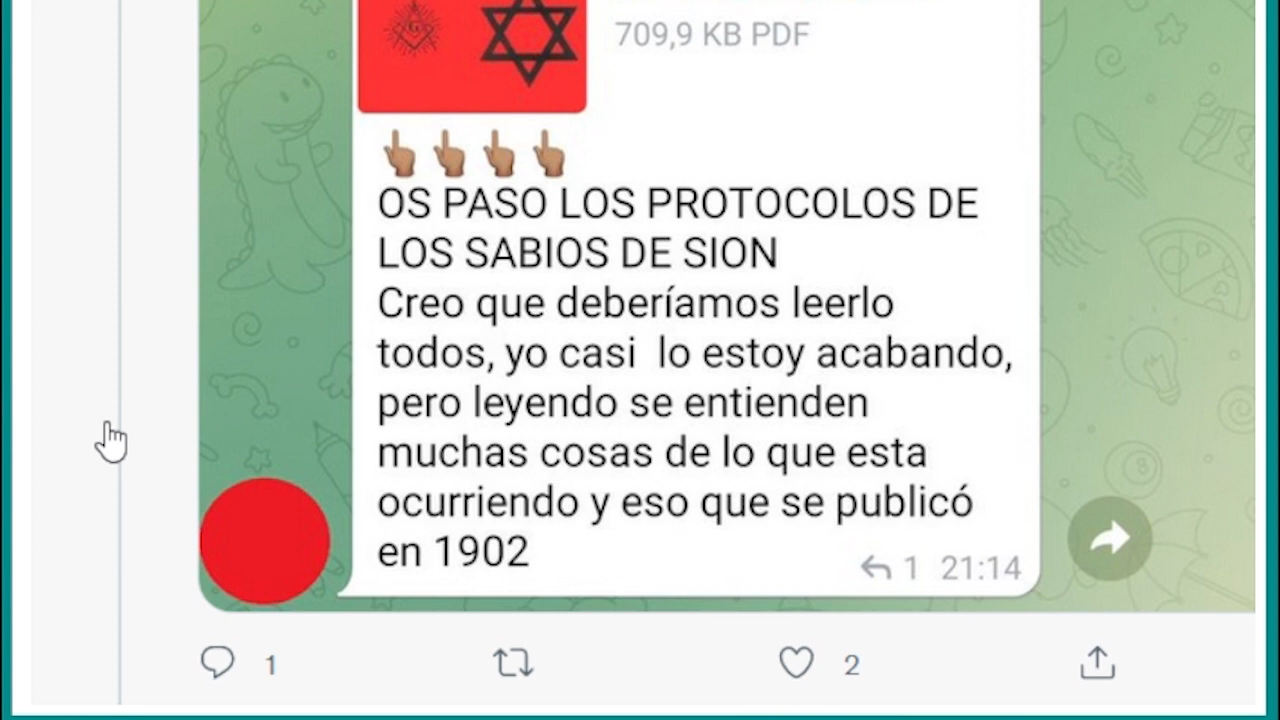 709,9 KB PDF
OS PASO LOS PROTOCOLOS DE
LOS SABIOS DE SION
Creo que deberíamos leerlo
todos, yo casi  lo estoy acabando,
pero leyendo se entienden
muchas cosas de lo que esta
ocurriendo y eso que se publicó
en 1902
1 21:14
1
2